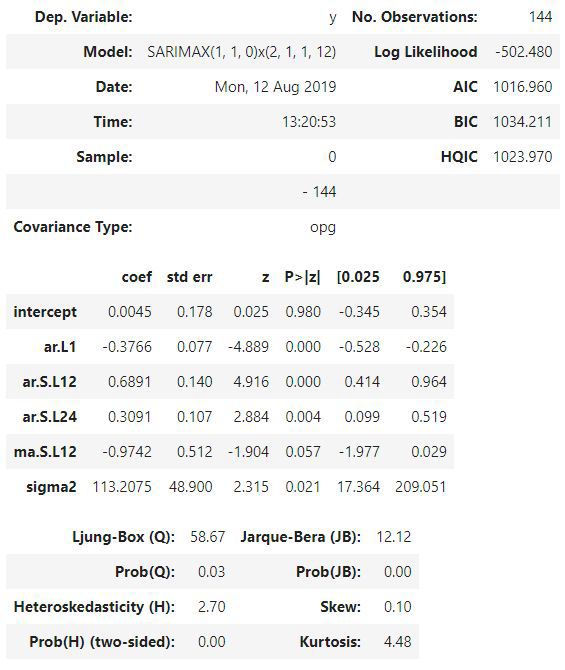 Dep. Variable: y No. Observations: 144
Model: SARIMAX(1, 1, 0)x(2, 1, 1, 12) Log Likelihood -502.480
Date: Mon, 12 Aug 2019 AIC 1016.960
Time: 13:20:53 BIC 1034.211
Sample: 0 HQIC 1023.970
- 144
Covariance Type: opg
coef std err z P>|z| [0.025 0.975]
intercept 0.0045 0.178 0.025 0.980 -0.345 0.354
ar.L1 -0.3766 0.077 -4.889 0.000 -0.528 -0.226
ar.S.L12 0.6891 0.140 4.916 0.000 0.414 0.964
ar.S.L24 0.3091 0.107 2.884 0.004 0.099 0.519
ma.S.L12 -0.9742 0.512 -1.904 0.057 -1.977 0.029
sigma2 113.2075 48.900 2.315 0.021 17.364 209.051
Ljung-Box (Q): 58.67 Jarque-Bera (JB): 12.12
Prob(Q): 0.03 Prob(JB): 0.00
Heteroskedasticity (H): 2.70 Skew: 0.10
Prob(H) (two-sided): 0.00 Kurtosis: 4.48